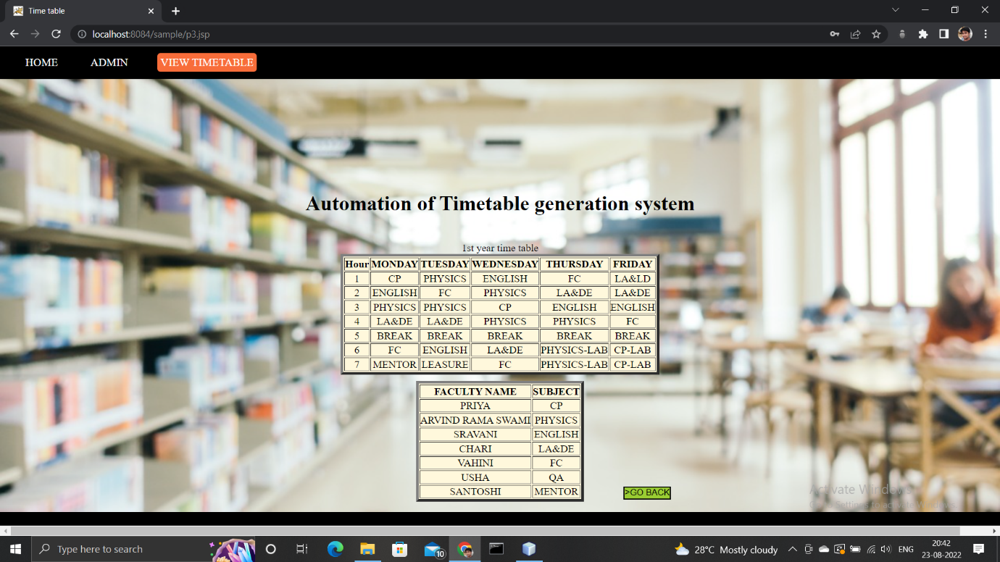 Time table
localhost:8084/sample/p3.jsp
HOME ADMIN VIEW TIMETABLE
Automation of Timetable generation system
1st year time table
Hour MONDAY TUESDAY WEDNESDAY THURSDAY FRIDAY
1 CP PHYSICS ENGLISH FC LA&LD
2 ENGLISH FC PHYSICS LA&DE LA&DE
3 PHYSICS PHYSICS CP ENGLISH ENGLISH
4 LA&DE LA&DE PHYSICS PHYSICS FC
5 BREAK BREAK BREAK BREAK BREAK
6 FC ENGLISH LA&DE PHYSICS-LAB CP-LAB
7 MENTOR LEASURE FC PHYSICS-LAB CP-LAB
FACULTY NAME SUBJECT
PRIYA CP
ARVIND RAMA SWAMI PHYSICS
SRAVANI ENGLISH
CHARI LA&DE
VAHINI FC
USHA QA
SANTOSHI MENTOR
>GO BACK
Activate Windows
Go to Settings to activate Windows.
Type here to search
10
28°C Mostly cloudy
ENG
20:42
23-08-2022